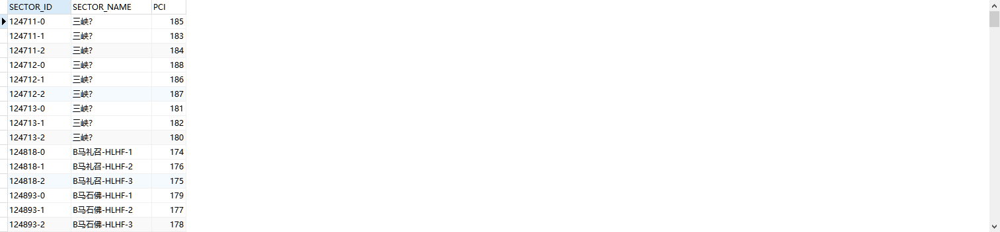 SECTOR_ID SECTOR_NAME PCI
124711-0 三峡? 185
124711-1 三峡? 183
124711-2 三峡? 184
124712-0 三峡? 188
124712-1 三峡? 186
124712-2 三峡? 187
124713-0 三峡? 181
124713-1 三峡? 182
124713-2 三峡? 180
124818-0 B马礼召-HLHF-1 174
124818-1 B马礼召-HLHF-2 176
124818-2 B马礼召-HLHF-3 175
124893-0 B马石佛-HLHF-1 179
124893-1 B马石佛-HLHF-2 177
124893-2 B马石佛-HLHF-3 178